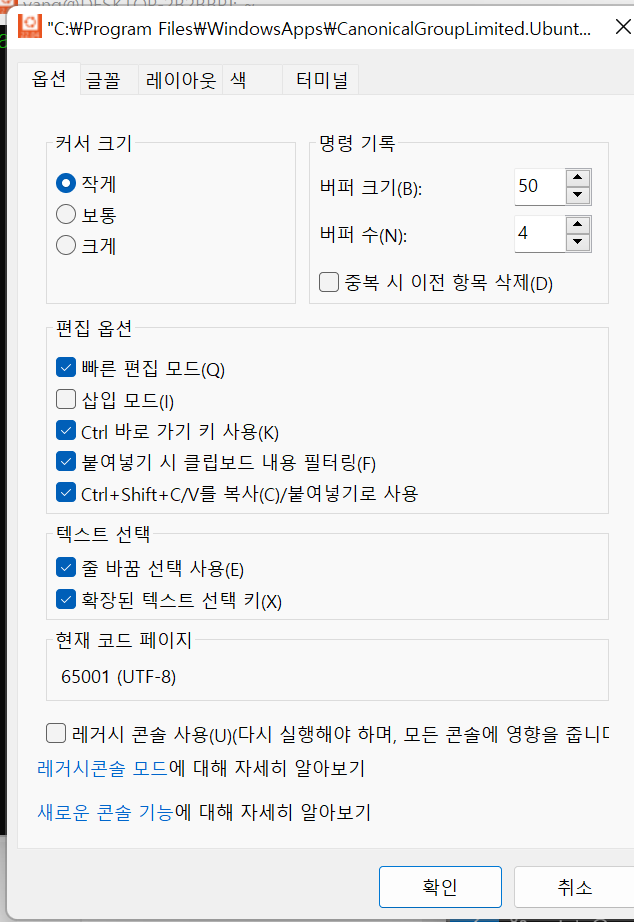 "C:₩Program Files₩WindowsApps₩CanonicalGroupLimited.Ubunt...
옵션 글꼴 레이아웃 색 터미널
커서 크기
작게
보통
크게
명령 기록
버퍼 크기(B): 50
버퍼 수(N): 4
중복 시 이전 항목 삭제(D)
편집 옵션
빠른 편집 모드(Q)
삽입 모드(I)
Ctrl 바로 가기 키 사용(K)
붙여넣기 시 클립보드 내용 필터링(F)
Ctrl+Shift+C/V를 복사(C)/붙여넣기로 사용
텍스트 선택
줄 바꿈 선택 사용(E)
확장된 텍스트 선택 키(X)
현재 코드 페이지
65001 (UTF-8)
레거시 콘솔 사용(U)(다시 실행해야 하며, 모든 콘솔에 영향을 줍니다
레거시콘솔 모드에 대해 자세히 알아보기
새로운 콘솔 기능에 대해 자세히 알아보기
확인 취소